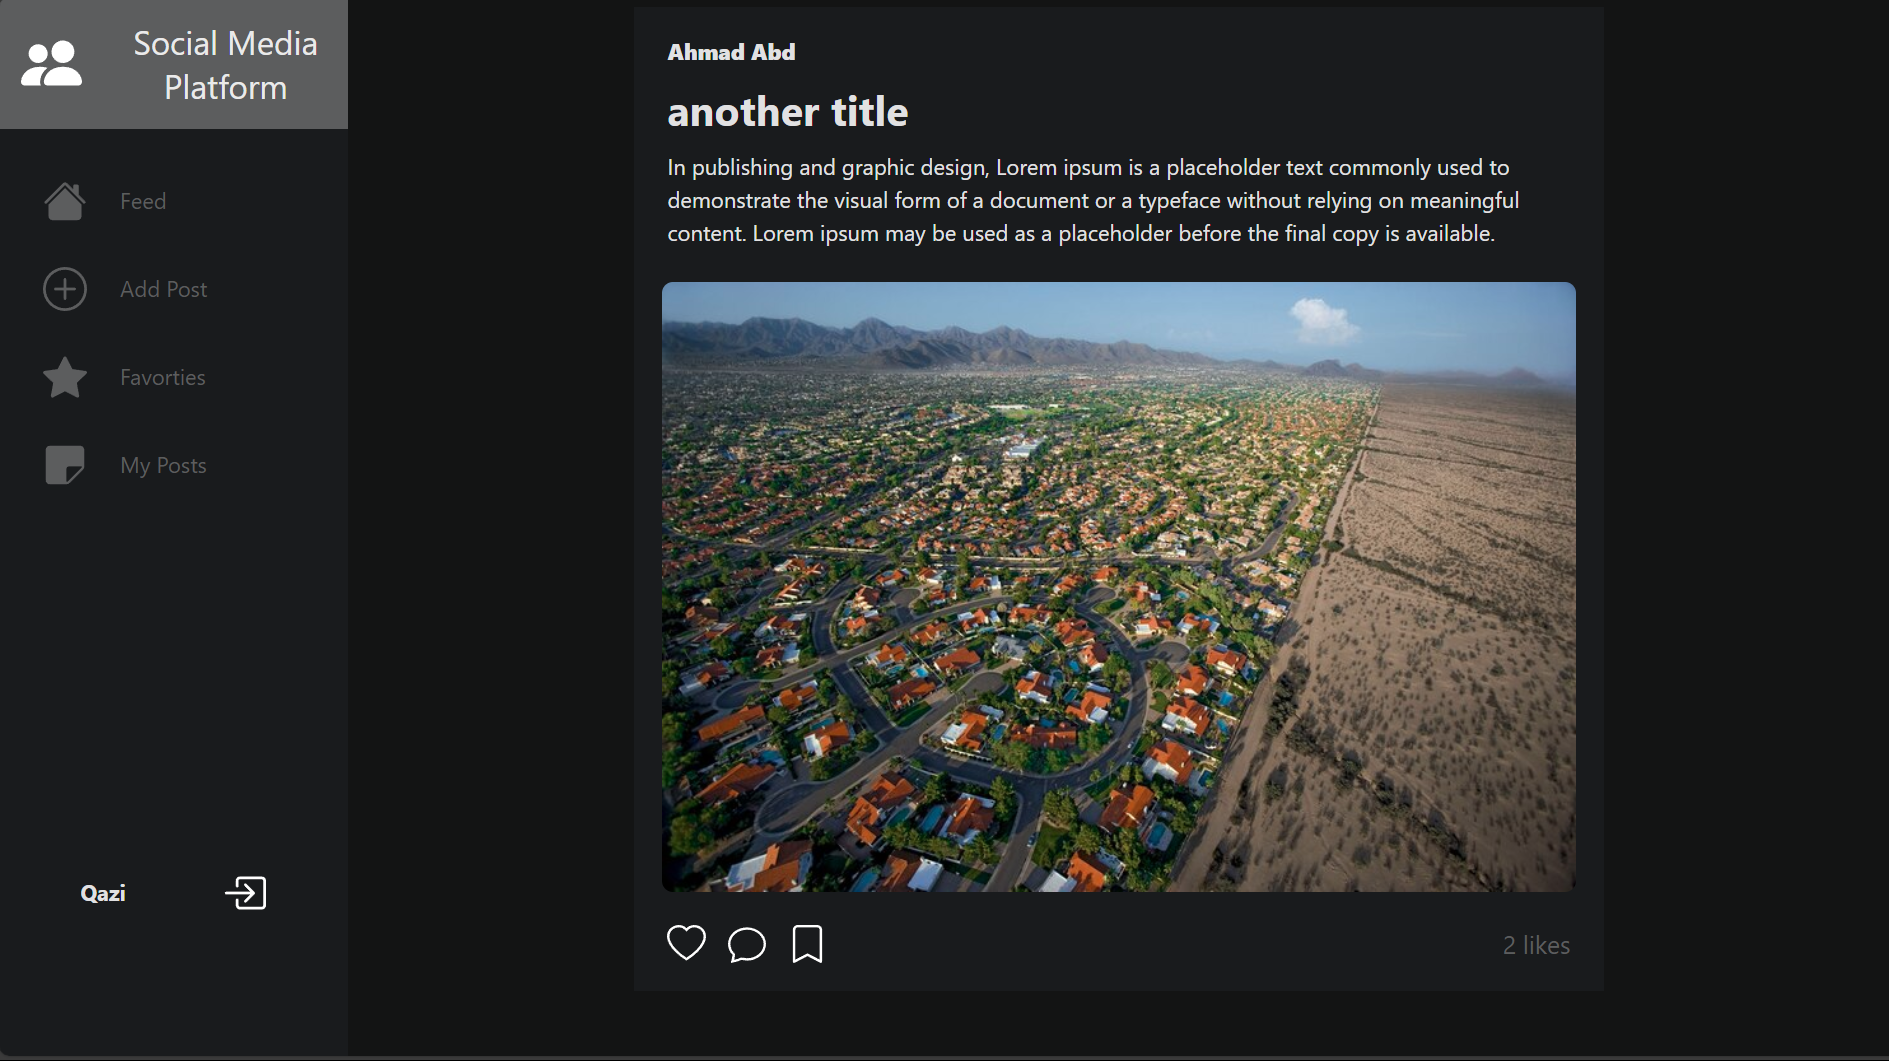 Social Media
Platform
Feed
Add Post
Favorties
My Posts
Qazi
Ahmad Abd
another title
In publishing and graphic design, Lorem ipsum is a placeholder text commonly used to
demonstrate the visual form of a document or a typeface without relying on meaningful
content. Lorem ipsum may be used as a placeholder before the final copy is available.
2 likes